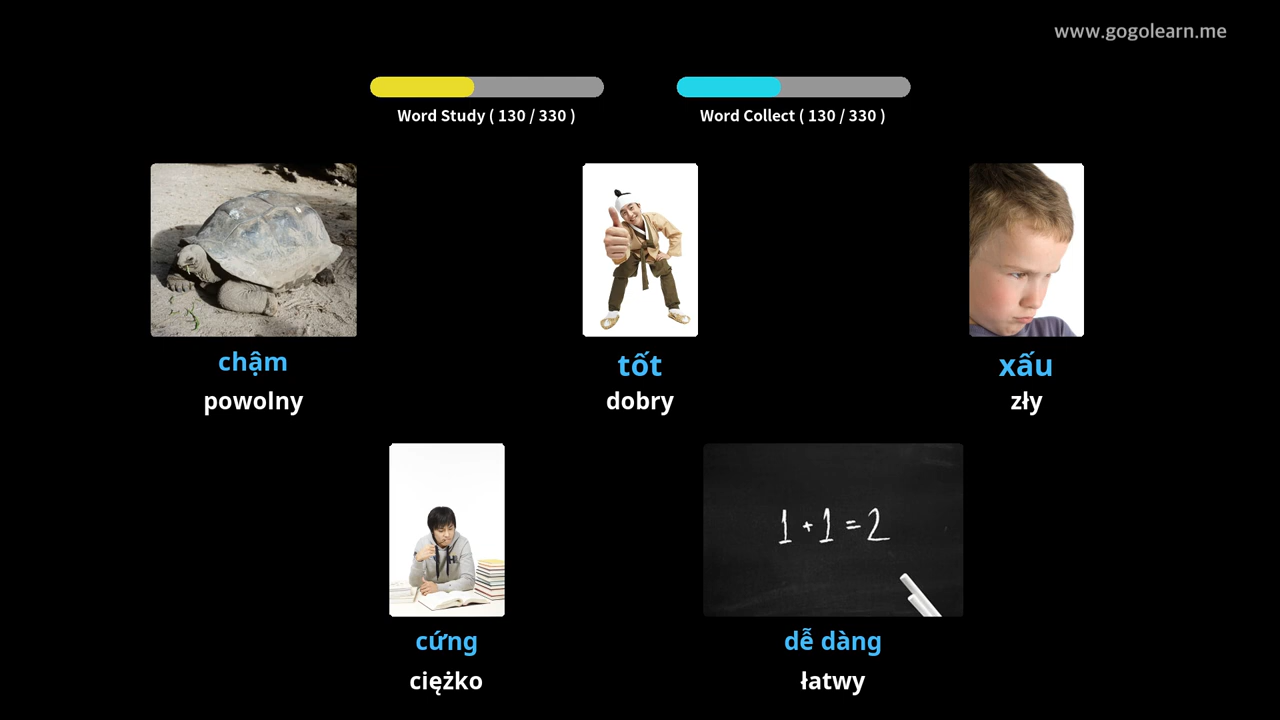 www.gogolearn.me
Word Study ( 130 / 330 )
Word Collect ( 130 / 330 )
chậm
powolny
tốt
dobry
xấu
zły
cứng
ciężko
1 + 1 = 2
dễ dàng
łatwy